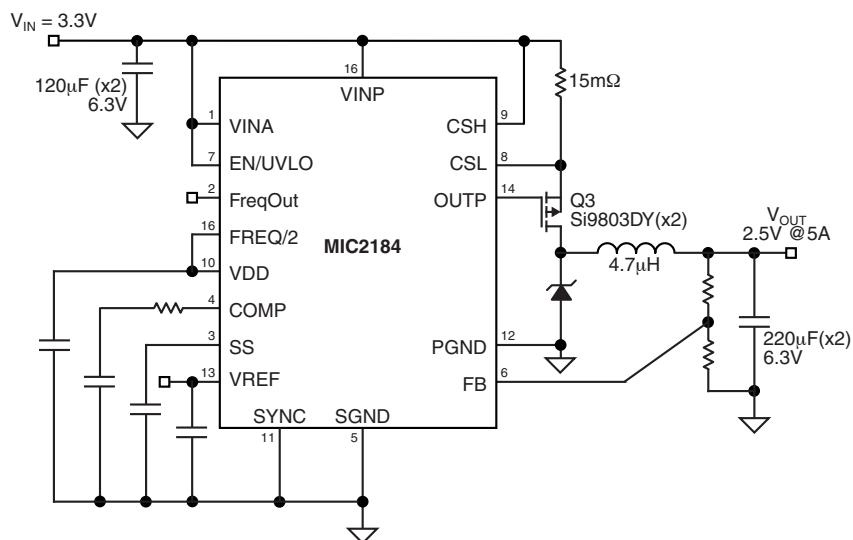 VIN = 3.3V
120µF (x2)
6.3V
16
VINP
15mΩ
1
VINA
CSH
9
7
EN/UVLO
CSL
8
2
FreqOut
OUTP
14
Q3
Si9803DY(x2)
16
FREQ/2
MIC2184
VOUT
2.5V @5A
10
VDD
4.7µH
4
COMP
3
SS
PGND
12
220µF(x2)
6.3V
13
VREF
FB
6
SYNC
SGND
11
5